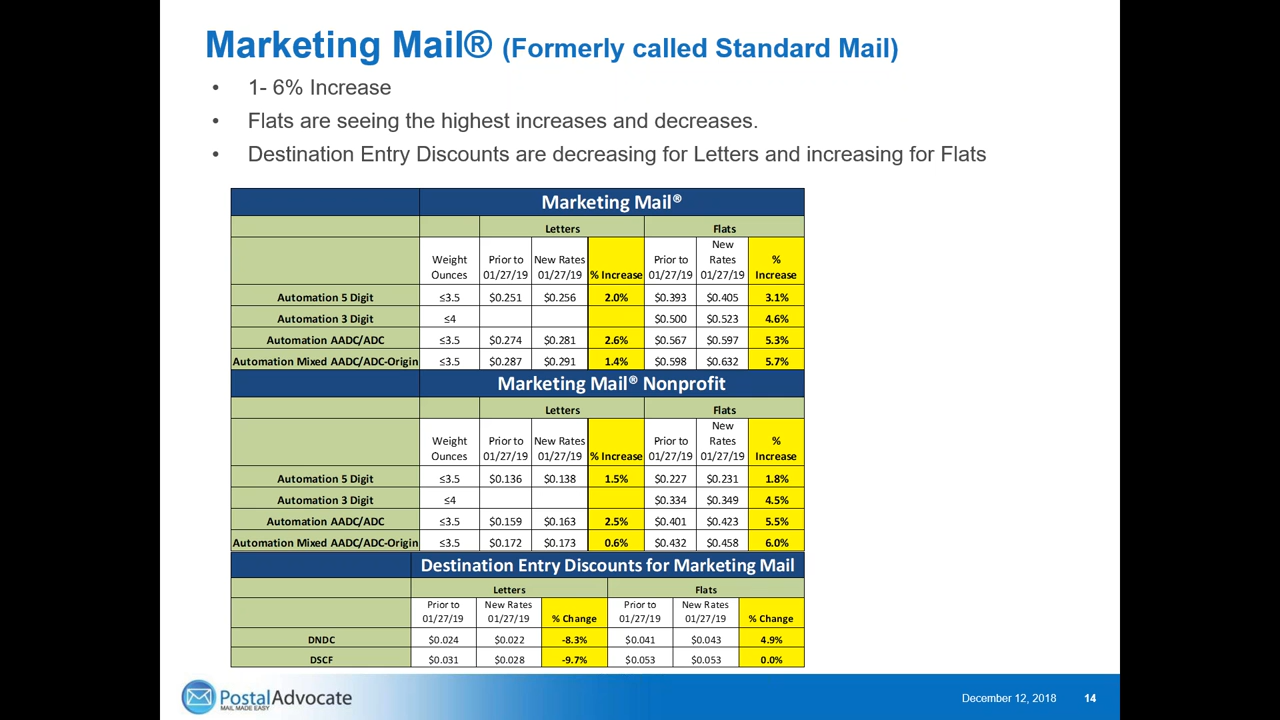 Marketing Mail® (Formerly called Standard Mail)
• 1- 6% Increase
• Flats are seeing the highest increases and decreases.
• Destination Entry Discounts are decreasing for Letters and increasing for Flats
Marketing Mail®
Letters Flats
Weight Ounces Prior to 01/27/19 New Rates 01/27/19 % Increase Prior to 01/27/19 New Rates 01/27/19 % Increase
Automation 5 Digit ≤3.5 $0.251 $0.256 2.0% $0.393 $0.405 3.1%
Automation 3 Digit ≤4 $0.500 $0.523 4.6%
Automation AADC/ADC ≤3.5 $0.274 $0.281 2.6% $0.567 $0.597 5.3%
Automation Mixed AADC/ADC-Origin ≤3.5 $0.287 $0.291 1.4% $0.598 $0.632 5.7%
Marketing Mail® Nonprofit
Letters Flats
Weight Ounces Prior to 01/27/19 New Rates 01/27/19 % Increase Prior to 01/27/19 New Rates 01/27/19 % Increase
Automation 5 Digit ≤3.5 $0.136 $0.138 1.5% $0.227 $0.231 1.8%
Automation 3 Digit ≤4 $0.334 $0.349 4.5%
Automation AADC/ADC ≤3.5 $0.159 $0.163 2.5% $0.401 $0.423 5.5%
Automation Mixed AADC/ADC-Origin ≤3.5 $0.172 $0.173 0.6% $0.432 $0.458 6.0%
Destination Entry Discounts for Marketing Mail
Letters Flats
Prior to 01/27/19 New Rates 01/27/19 % Change Prior to 01/27/19 New Rates 01/27/19 % Change
DNDC $0.024 $0.022 -8.3% $0.041 $0.043 4.9%
DSCF $0.031 $0.028 -9.7% $0.053 $0.053 0.0%
PostalAdvocate
MAIL MADE EASY
December 12, 2018 14